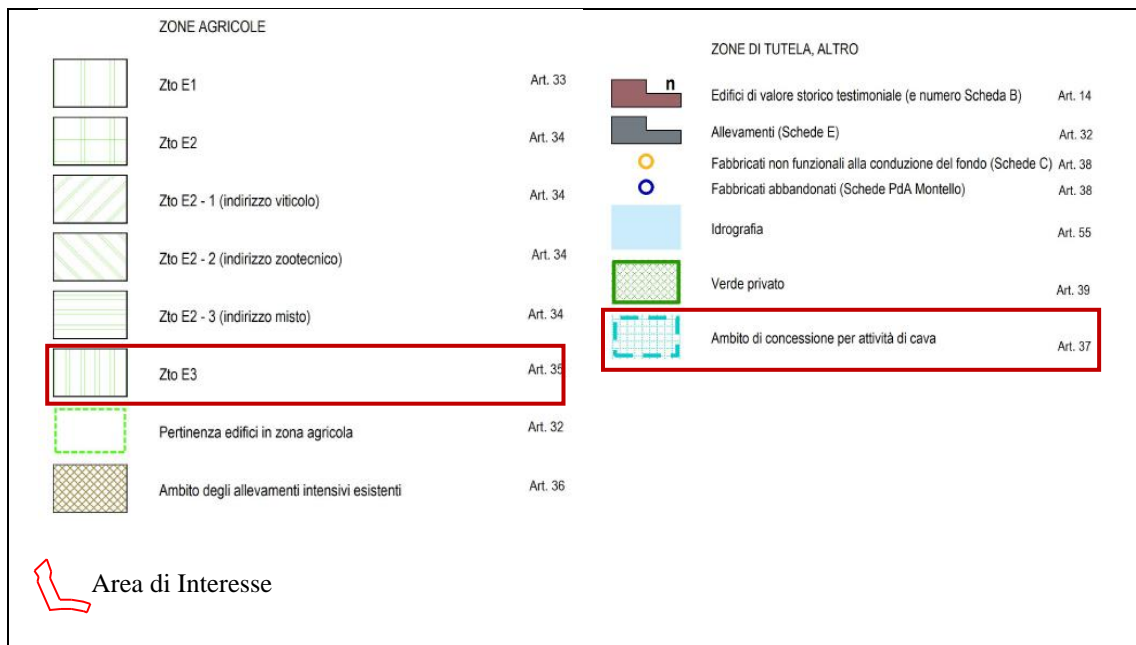 ZONE AGRICOLE
Zto E1 Art. 33
Zto E2 Art. 34
Zto E2 - 1 (indirizzo viticolo) Art. 34
Zto E2 - 2 (indirizzo zootecnico) Art. 34
Zto E2 - 3 (indirizzo misto) Art. 34
Zto E3 Art. 35
Pertinenza edifici in zona agricola Art. 32
Ambito degli allevamenti intensivi esistenti Art. 36
Area di Interesse
ZONE DI TUTELA, ALTRO
n
Edifici di valore storico testimoniale (e numero Scheda B) Art. 14
Allevamenti (Schede E) Art. 32
Fabbricati non funzionali alla conduzione del fondo (Schede C) Art. 38
Fabbricati abbandonati (Schede PdA Montello) Art. 38
Idrografia Art. 55
Verde privato Art. 39
Ambito di concessione per attività di cava Art. 37